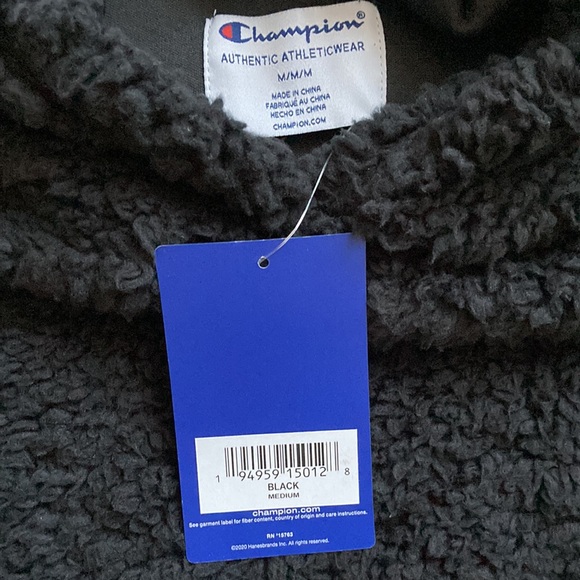 Champion®
AUTHENTIC ATHLETICWEAR
M/M/M
MADE IN CHINA
FABRIQUÉ AU CHINA
HECHO EN CHINA
CHAMPION.COM
1 94959 15012 8
BLACK
MEDIUM
champion.com
See garment label for fiber content, country of origin and care instructions.
RN *15763
©2020 Hanesbrands Inc. All rights reserved.